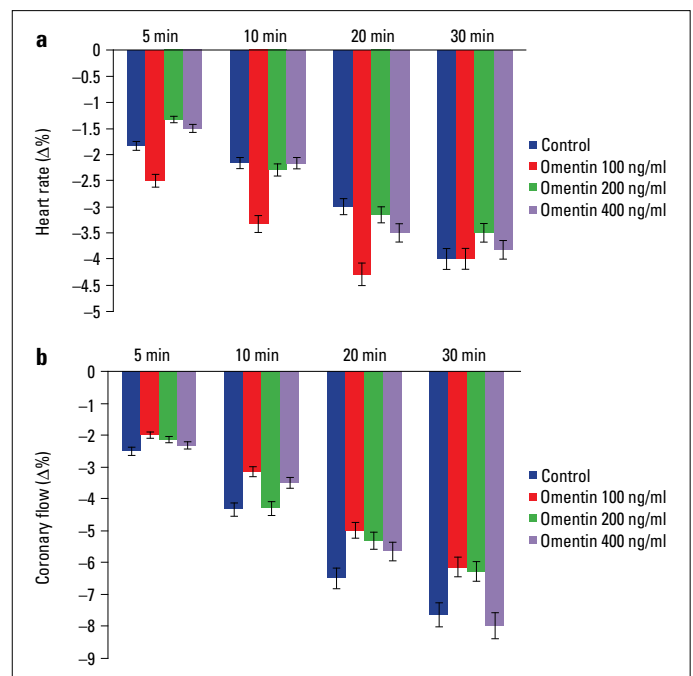 a
5 min 10 min 20 min 30 min
0
−0.5
−1
−1.5
−2
−2.5
−3
−3.5
−4
−4.5
−5
Heart rate (Δ%)
Control
Omentin 100 ng/ml
Omentin 200 ng/ml
Omentin 400 ng/ml
b
5 min 10 min 20 min 30 min
0
−1
−2
−3
−4
−5
−6
−7
−8
−9
Coronary flow (Δ%)
Control
Omentin 100 ng/ml
Omentin 200 ng/ml
Omentin 400 ng/ml